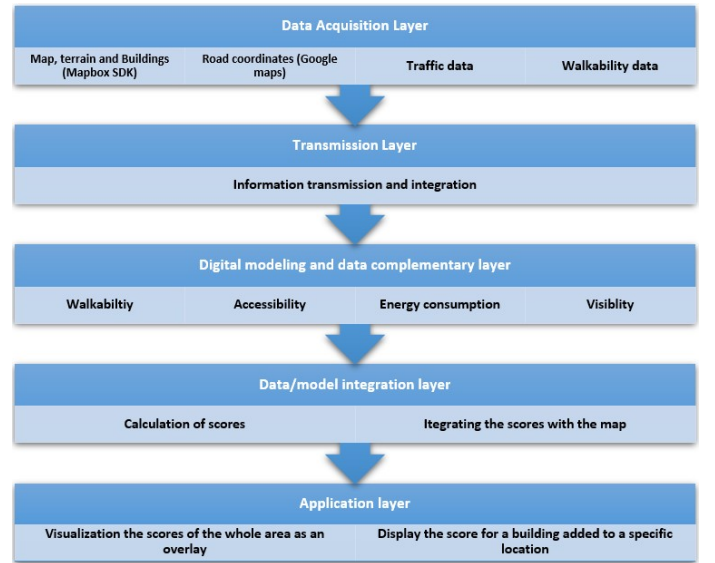 Data Acquisition Layer
Map, terrain and Buildings
(Mapbox SDK)
Road coordinates (Google
maps)
Traffic data
Walkability data
Transmission Layer
Information transmission and integration
Digital modeling and data complementary layer
Walkabiltiy
Accessibility
Energy consumption
Visiblity
Data/model integration layer
Calculation of scores
Itegrating the scores with the map
Application layer
Visualization the scores of the whole area as an
overlay
Display the score for a building added to a specific
location